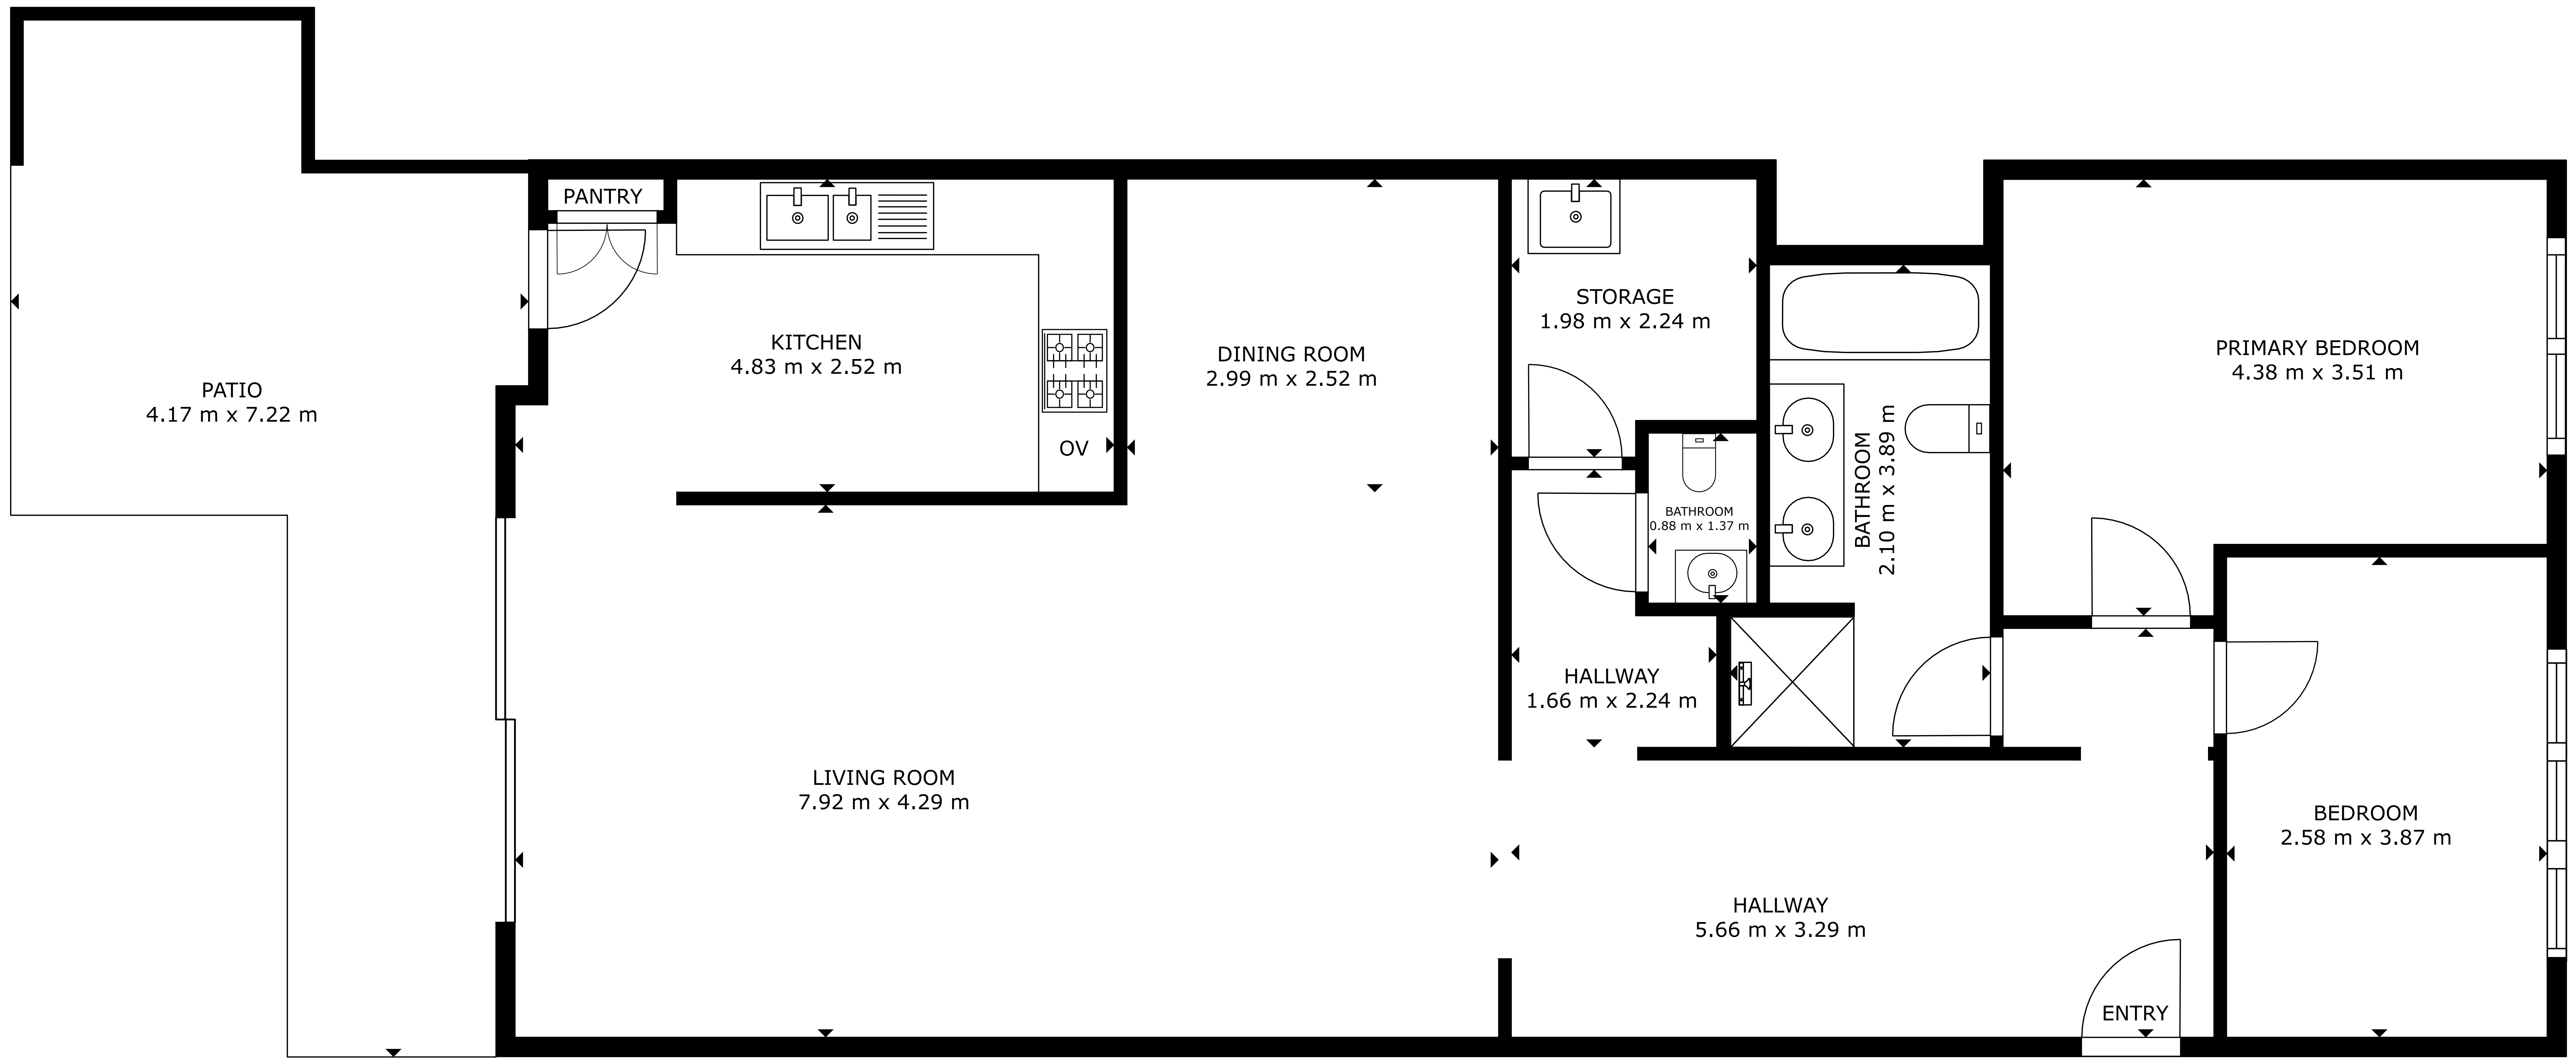 PANTRY
KITCHEN
4.83 m x 2.52 m
OV
PATIO
4.17 m x 7.22 m
DINING ROOM
2.99 m x 2.52 m
STORAGE
1.98 m x 2.24 m
BATHROOM
0.88 m x 1.37 m
BATHROOM
2.10 m x 3.89 m
PRIMARY BEDROOM
4.38 m x 3.51 m
HALLWAY
1.66 m x 2.24 m
LIVING ROOM
7.92 m x 4.29 m
HALLWAY
5.66 m x 3.29 m
BEDROOM
2.58 m x 3.87 m
ENTRY